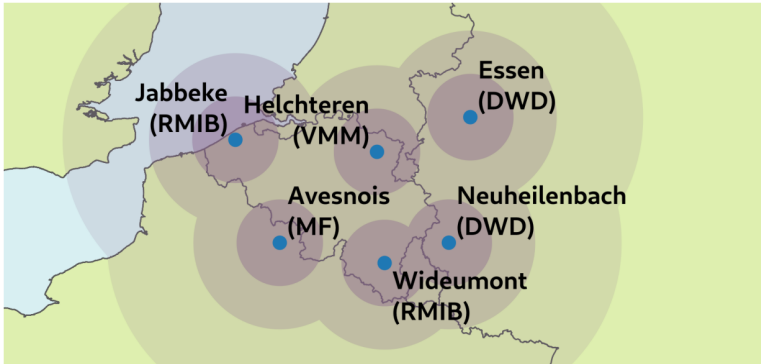 Essen
(DWD)
Jabbeke
(RMIB)
Helchteren
(VMM)
Avesnois
(MF)
Neuheilenbach
(DWD)
Wideumont
(RMIB)